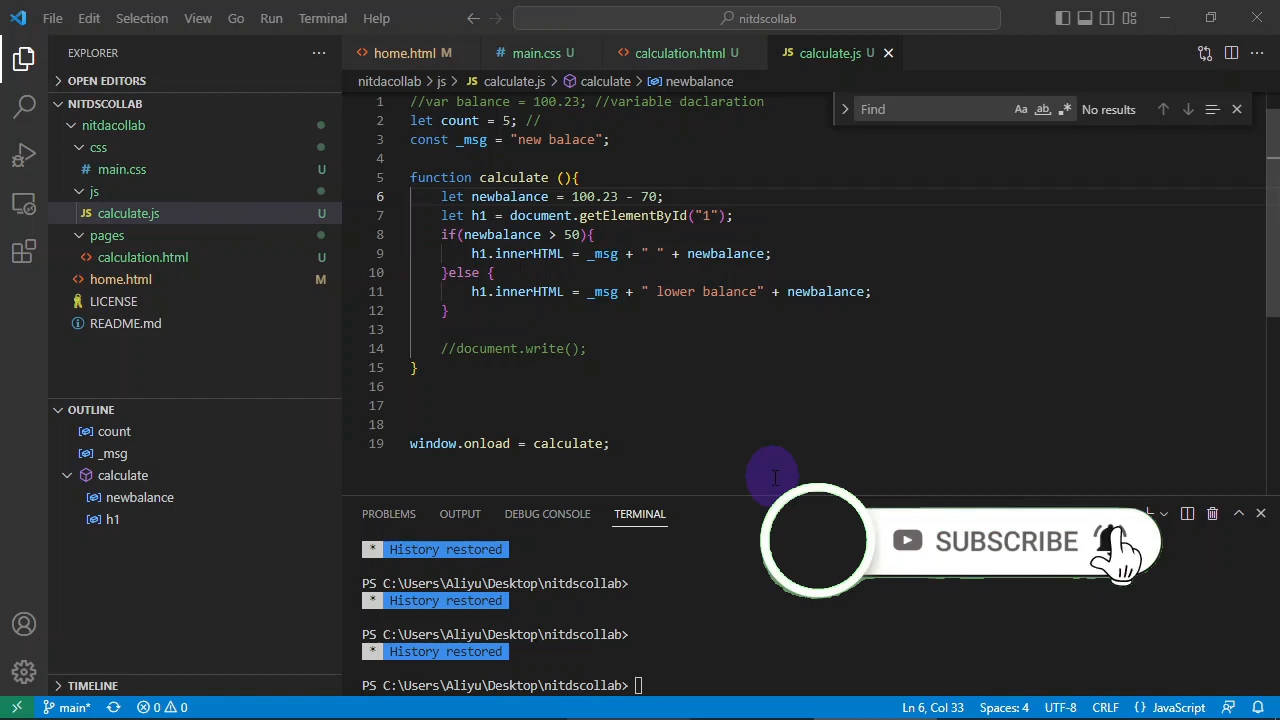 File Edit Selection View Go Run Terminal Help
nitdscollab
EXPLORER
OPEN EDITORS
NITDSCOLLAB
nitdacollab
css
main.css U
js
calculate.js U
pages
calculation.html U
home.html M
LICENSE
README.md
OUTLINE
count
_msg
calculate
newbalance
h1
TIMELINE
home.html M
main.css U
calculation.html U
calculate.js U
nitdacollab > js > JS calculate.js > calculate > newbalance
Find
Aa ab
No results
1 //var balance = 100.23; //variable daclaration
2 let count = 5; //
3 const _msg = "new balace";
4
5 function calculate (){
6 let newbalance = 100.23 - 70;
7 let h1 = document.getElementById("1");
8 if(newbalance > 50){
9 h1.innerHTML = _msg + " " + newbalance;
10 }else {
11 h1.innerHTML = _msg + " lower balance" + newbalance;
12 }
13
14 //document.write();
15 }
16
17
18
19 window.onload = calculate;
PROBLEMS OUTPUT DEBUG CONSOLE TERMINAL
* History restored
PS C:\Users\Aliyu\Desktop\nitdscollab>
* History restored
PS C:\Users\Aliyu\Desktop\nitdscollab>
* History restored
PS C:\Users\Aliyu\Desktop\nitdscollab>
SUBSCRIBE
main* 0 0 Ln 6, Col 33 Spaces: 4 UTF-8 CRLF {} JavaScript